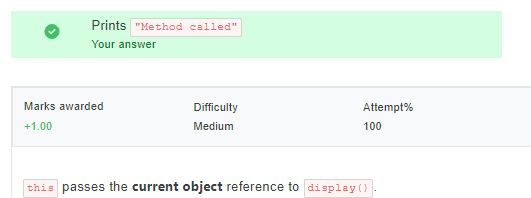 Prints "Method called"
Your answer
Marks awarded Difficulty Attempt%
+1.00 Medium 100
this passes the current object reference to display().